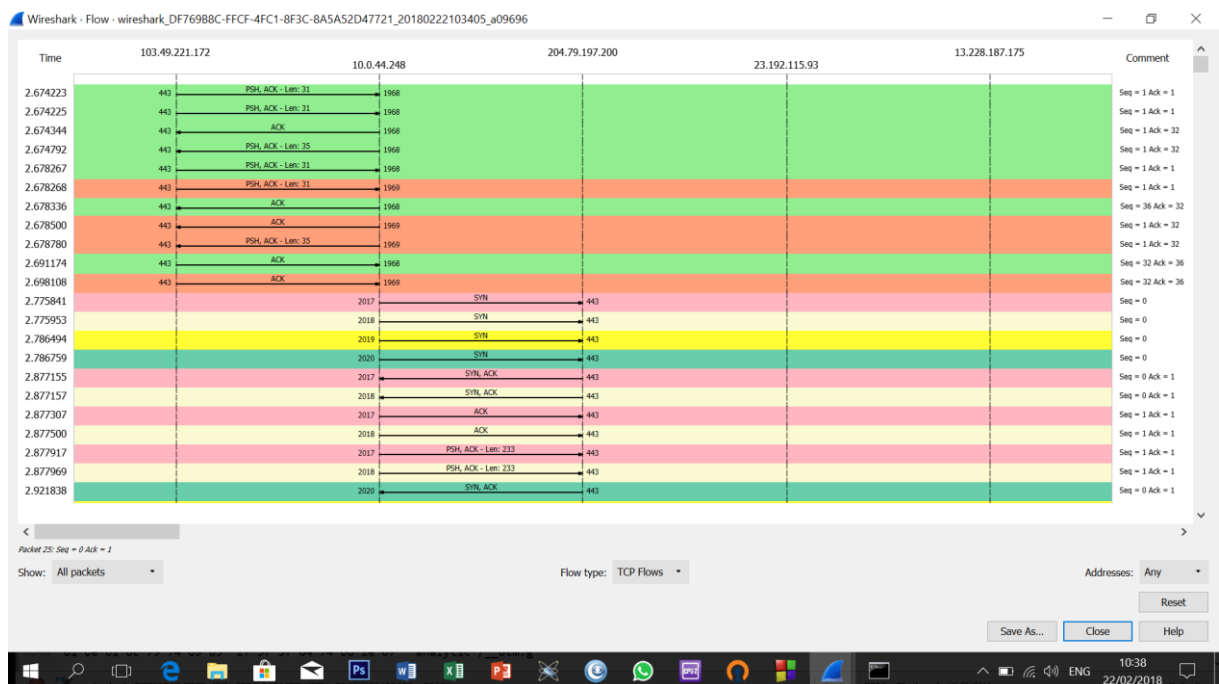 Wireshark · Flow · wireshark_DF769B8C-FFCF-4FC1-8F3C-8A5A52D47721_20180222103405_a09696
Time 103.49.221.172 10.0.44.248 204.79.197.200 23.192.115.93 13.228.187.175 Comment
2.674223 443 PSH, ACK - Len: 31 1968 Seq = 1 Ack = 1
2.674225 443 PSH, ACK - Len: 31 1968 Seq = 1 Ack = 1
2.674344 443 ACK 1968 Seq = 1 Ack = 32
2.674792 443 PSH, ACK - Len: 35 1968 Seq = 1 Ack = 32
2.678267 443 PSH, ACK - Len: 31 1968 Seq = 1 Ack = 1
2.678268 443 PSH, ACK - Len: 31 1969 Seq = 1 Ack = 1
2.678336 443 ACK 1968 Seq = 36 Ack = 32
2.678500 443 ACK 1969 Seq = 1 Ack = 32
2.678780 443 PSH, ACK - Len: 35 1969 Seq = 1 Ack = 32
2.691174 443 ACK 1968 Seq = 32 Ack = 36
2.698108 443 ACK 1969 Seq = 32 Ack = 36
2.775841 2017 SYN 443 Seq = 0
2.775953 2018 SYN 443 Seq = 0
2.786494 2019 SYN 443 Seq = 0
2.786759 2020 SYN 443 Seq = 0
2.877155 2017 SYN, ACK 443 Seq = 0 Ack = 1
2.877157 2018 SYN, ACK 443 Seq = 0 Ack = 1
2.877307 2017 ACK 443 Seq = 1 Ack = 1
2.877500 2018 ACK 443 Seq = 1 Ack = 1
2.877917 2017 PSH, ACK - Len: 233 443 Seq = 1 Ack = 1
2.877969 2018 PSH, ACK - Len: 233 443 Seq = 1 Ack = 1
2.921838 2020 SYN, ACK 443 Seq = 0 Ack = 1
Packet 25: Seq = 0 Ack = 1
Show: All packets Flow type: TCP Flows Addresses: Any
Reset
Save As... Close Help
Ps ENG 10:38
22/02/2018